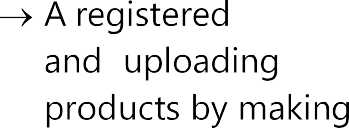 → A registered
and uploading
products by making